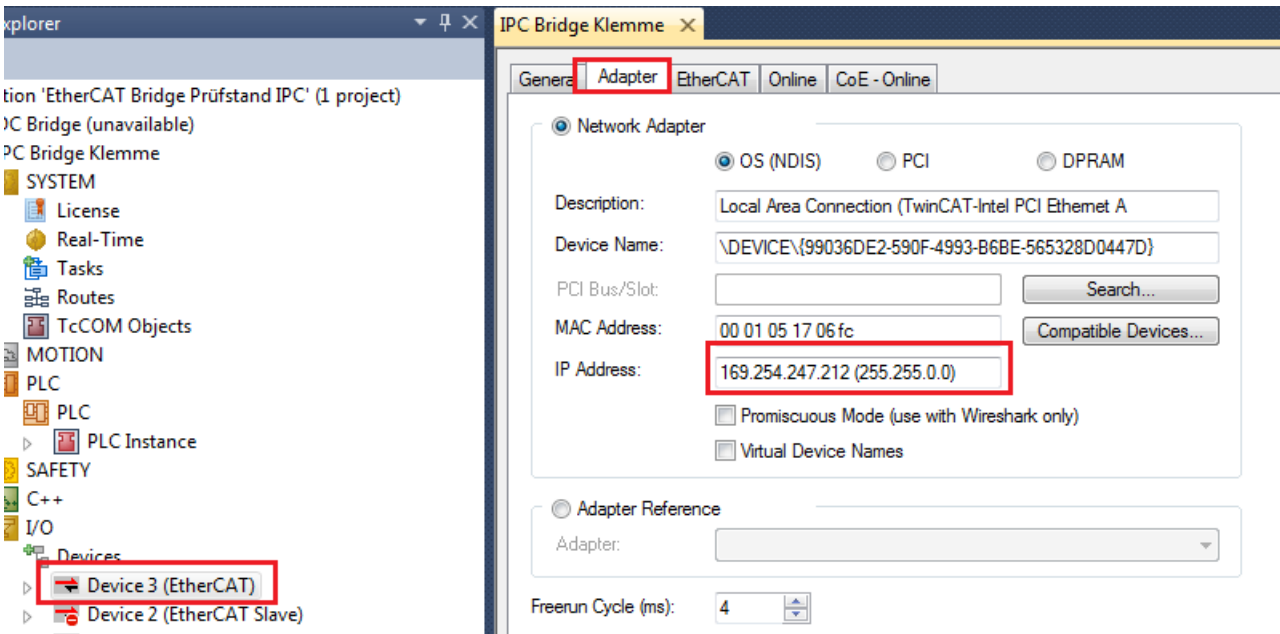 xplorer
tion 'EtherCAT Bridge Prüfstand IPC' (1 project)
C Bridge (unavailable)
PC Bridge Klemme
SYSTEM
License
Real-Time
Tasks
Routes
TcCOM Objects
MOTION
PLC
PLC
PLC Instance
SAFETY
C++
I/O
Devices
Device 3 (EtherCAT)
Device 2 (EtherCAT Slave)
IPC Bridge Klemme
General Adapter EtherCAT Online CoE - Online
Network Adapter
OS (NDIS) PCI DPRAM
Description: Local Area Connection (TwinCAT-Intel PCI Ethernet A
Device Name: \DEVICE\{99036DE2-590F-4993-B6BE-565328D0447D}
PCI Bus/Slot: Search...
MAC Address: 00 01 05 17 06 fc Compatible Devices...
IP Address: 169.254.247.212 (255.255.0.0)
Promiscuous Mode (use with Wireshark only)
Virtual Device Names
Adapter Reference
Adapter:
Freerun Cycle (ms): 4